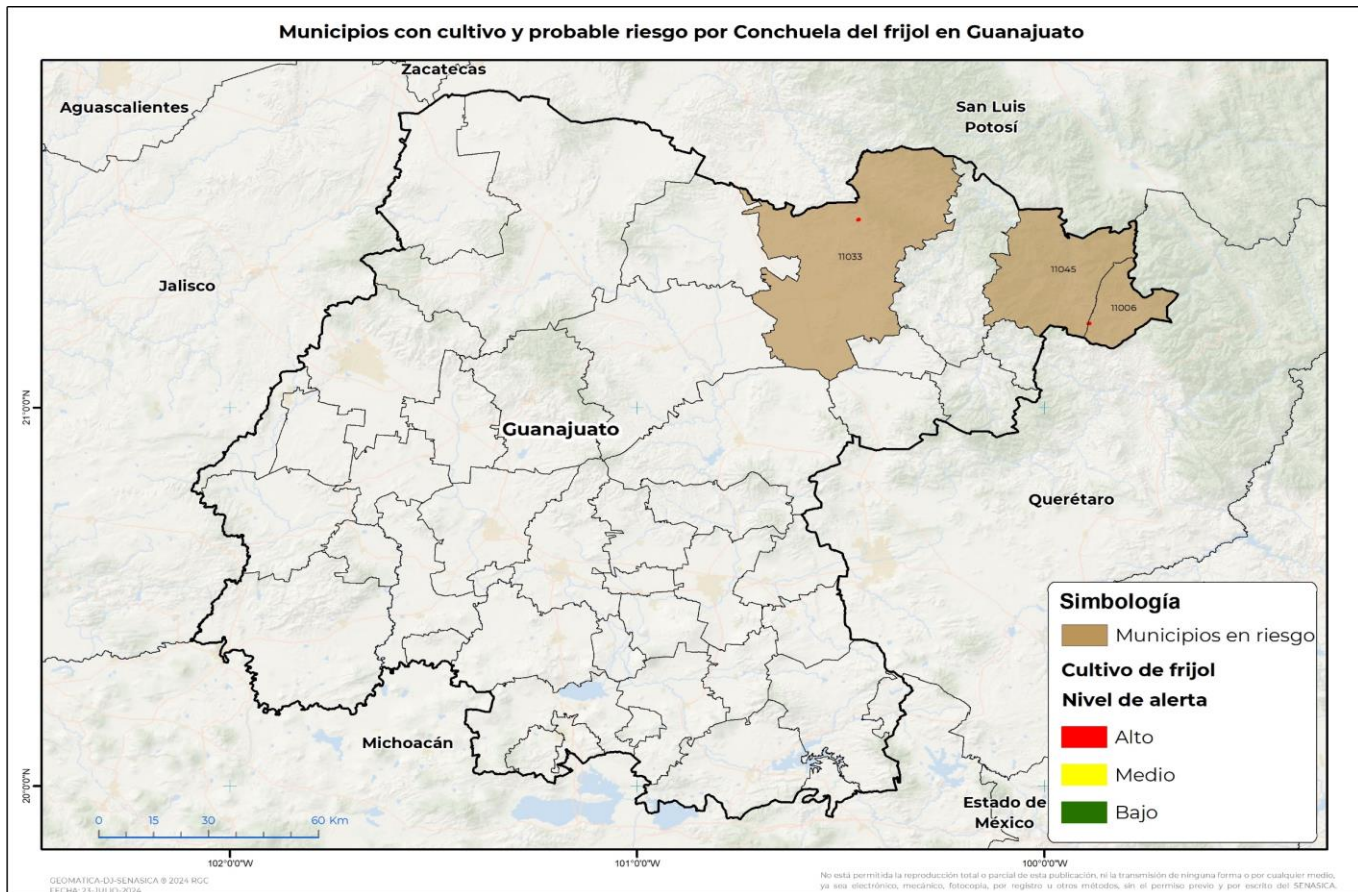 Municipios con cultivo y probable riesgo por Conchuela del frijol en Guanajuato
Zacatecas
Aguascalientes
San Luis
Potosí
11033
11045
11006
Jalisco
21°0'0"N
Guanajuato
Querétaro
Simbología
Municipios en riesgo
Cultivo de frijol
Nivel de alerta
Alto
Medio
Bajo
Michoacán
20°0'0"N
Estado de
México
0 15 30 60 Km
102°0'0"W 101°0'0"W 100°0'0"W
GEOMATICA-DJ-SENASICA ® 2024 RGC
FECHA: 23-JULIO-2024
No está permitida la reproducción total o parcial de esta publicación, ni la transmisión de ninguna forma o por cualquier medio,
ya sea electrónico, mecánico, fotocopia, por registro u otros métodos, sin el permiso previo y por escrito del SENASICA.